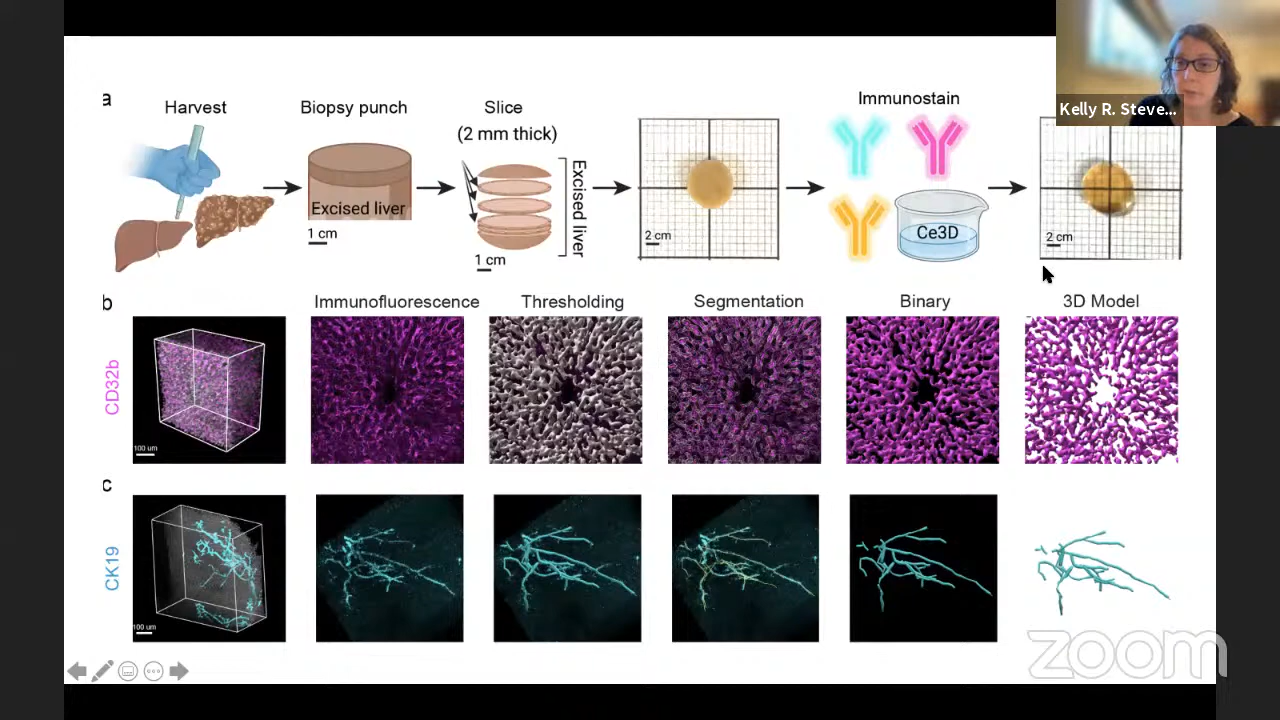 Kelly R. Steve...
a
Harvest
Biopsy punch
Slice
(2 mm thick)
Immunostain
Excised liver
1 cm
Excised liver
1 cm
2 cm
Ce3D
2 cm
b
Immunofluorescence
Thresholding
Segmentation
Binary
3D Model
CD32b
100 um
c
CK19
100 um
zoom